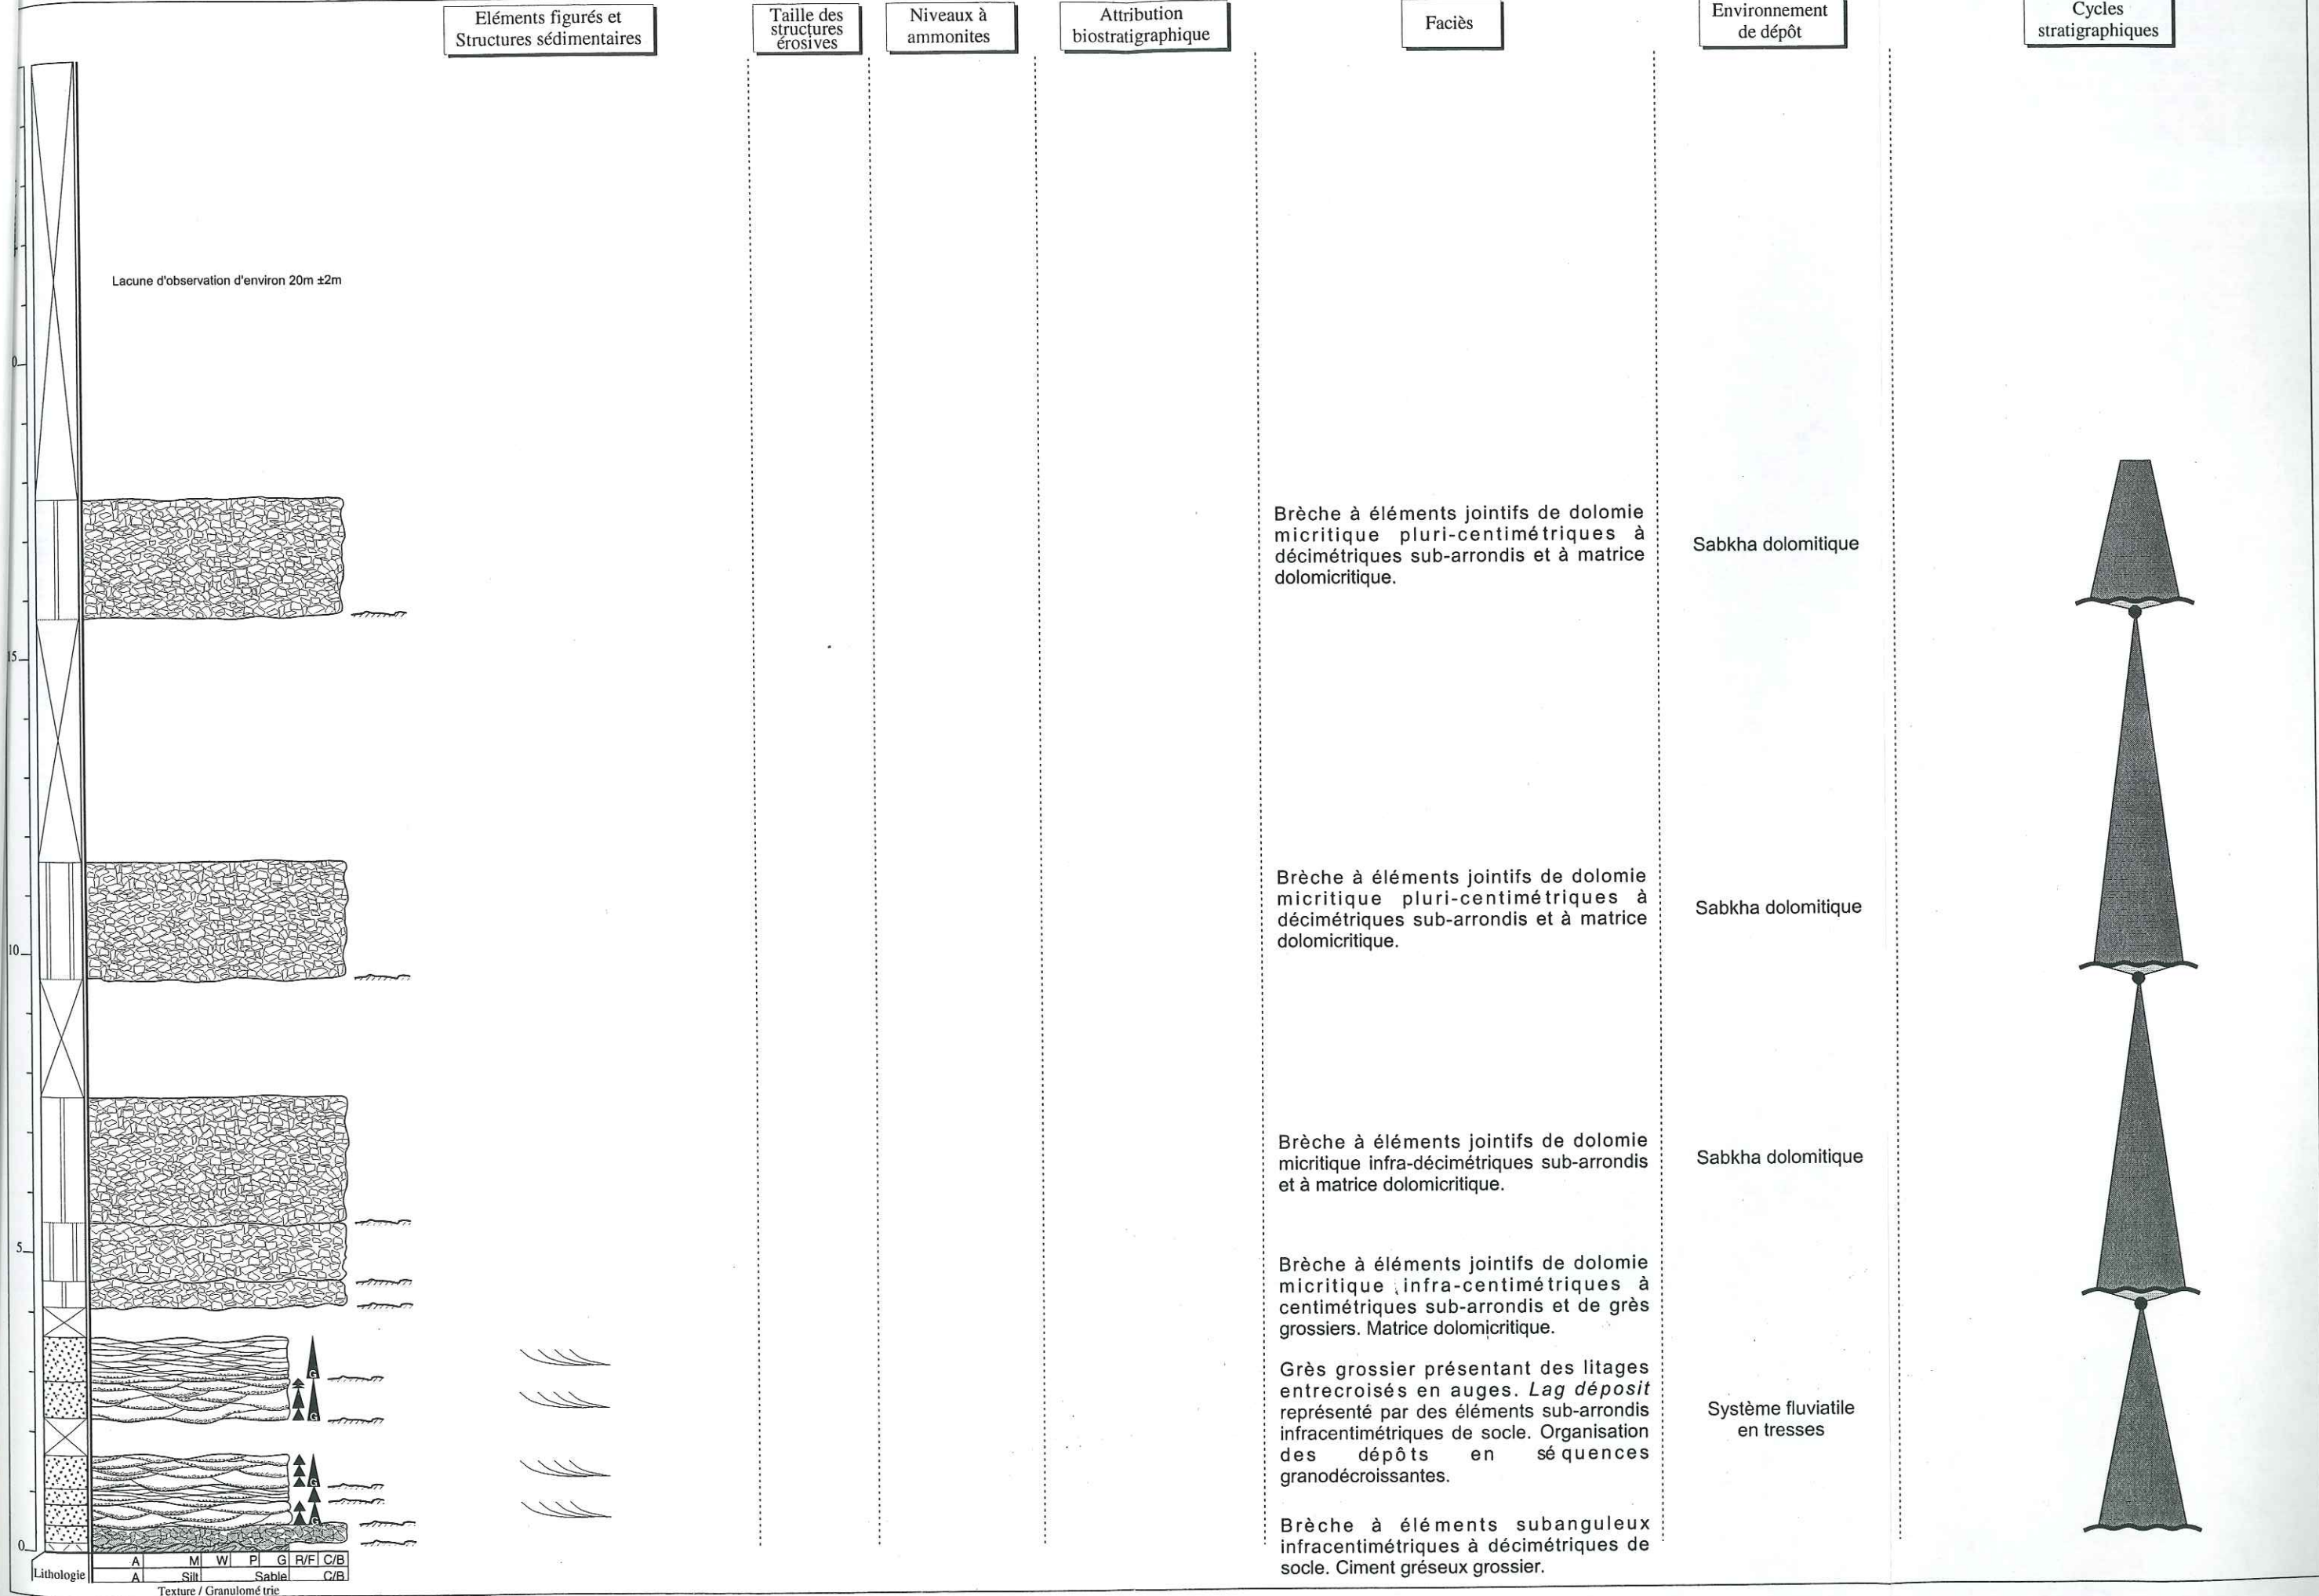 Eléments figurés et
Structures sédimentaires
Taille des
structures
érosives
Niveaux à
ammonites
Attribution
biostratigraphique
Faciès
Environnement
de dépôt
Cycles
stratigraphiques
Lacune d'observation d'environ 20m ±2m
0
Brèche à éléments jointifs de dolomie
micritique pluri-centimétriques à
décimétriques sub-arrondis et à matrice
dolomicritique.
Sabkha dolomitique
15
Brèche à éléments jointifs de dolomie
micritique pluri-centimétriques à
décimétriques sub-arrondis et à matrice
dolomicritique.
Sabkha dolomitique
10
Brèche à éléments jointifs de dolomie
micritique infra-décimétriques sub-arrondis
et à matrice dolomicritique.
Sabkha dolomitique
5
Brèche à éléments jointifs de dolomie
micritique infra-centimétriques à
centimétriques sub-arrondis et de grès
grossiers. Matrice dolomicritique.
Grès grossier présentant des litages
entrecroisés en auges. Lag déposit
représenté par des éléments sub-arrondis
infracentimétriques de socle. Organisation
des dépôts en séquences
granodécroissantes.
Système fluviatile
en tresses
G
G
G
G
Brèche à éléments subanguleux
infracentimétriques à décimétriques de
socle. Ciment gréseux grossier.
0
A M W P G R/F C/B
Lithologie A Silt Sable C/B
Texture / Granulométrie